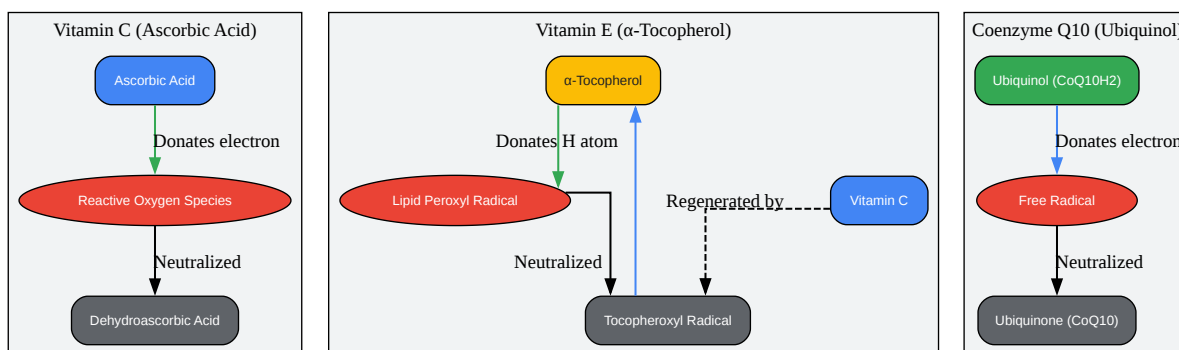 Vitamin C (Ascorbic Acid)
Ascorbic Acid
Donates electron
Reactive Oxygen Species
Neutralized
Dehydroascorbic Acid
Vitamin E (α-Tocopherol)
α-Tocopherol
Donates H atom
Lipid Peroxyl Radical
Regenerated by
Vitamin C
Neutralized
Tocopheroxyl Radical
Coenzyme Q10 (Ubiquinol)
Ubiquinol (CoQ10H2)
Donates electron
Free Radical
Neutralized
Ubiquinone (CoQ10)